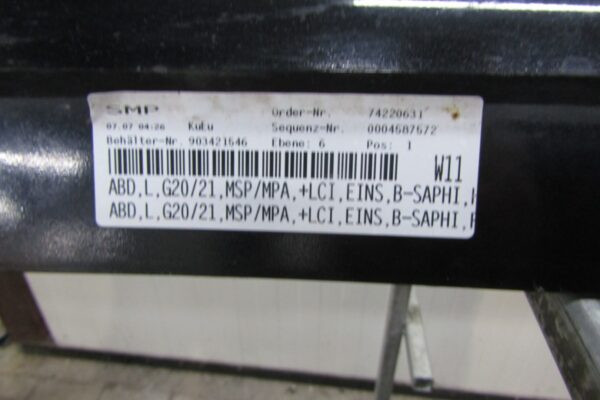 SMP Order-Nr. 74220631
07.07 04:26 KuLu Sequenz-Nr. 0004587572
Behälter-Nr. 903421546 Ebene: 6 Pos: 1
W11
ABD,L,G20/21,MSP/MPA,+LCI,EINS,B-SAPHI,
ABD,L,G20/21,MSP/MPA,+LCI,EINS,B-SAPHI,